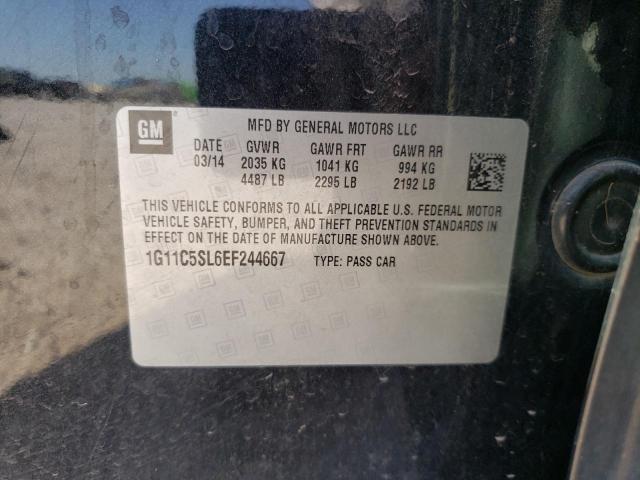 GM
MFD BY GENERAL MOTORS LLC
DATE GVWR GAWR FRT GAWR RR
03/14 2035 KG 1041 KG 994 KG
4487 LB 2295 LB 2192 LB
THIS VEHICLE CONFORMS TO ALL APPLICABLE U.S. FEDERAL MOTOR
VEHICLE SAFETY, BUMPER, AND THEFT PREVENTION STANDARDS IN
EFFECT ON THE DATE OF MANUFACTURE SHOWN ABOVE.
1G11C5SL6EF244667 TYPE: PASS CAR